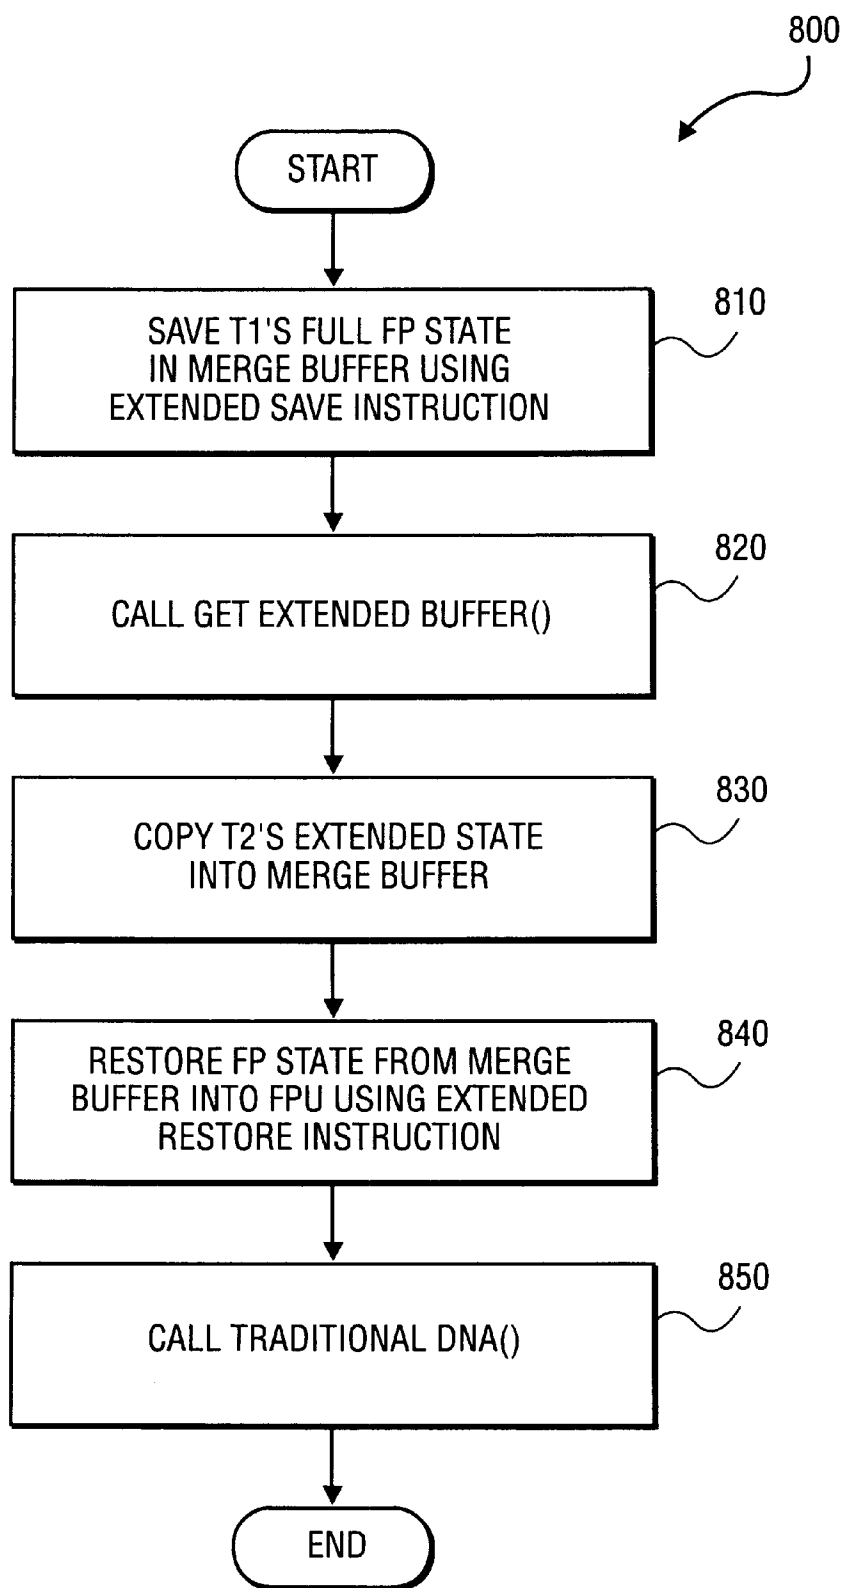 800
START
SAVE T1'S FULL FP STATE
IN MERGE BUFFER USING
EXTENDED SAVE INSTRUCTION
810
CALL GET EXTENDED BUFFER()
820
COPY T2'S EXTENDED STATE
INTO MERGE BUFFER
830
RESTORE FP STATE FROM MERGE
BUFFER INTO FPU USING EXTENDED
RESTORE INSTRUCTION
840
CALL TRADITIONAL DNA()
850
END